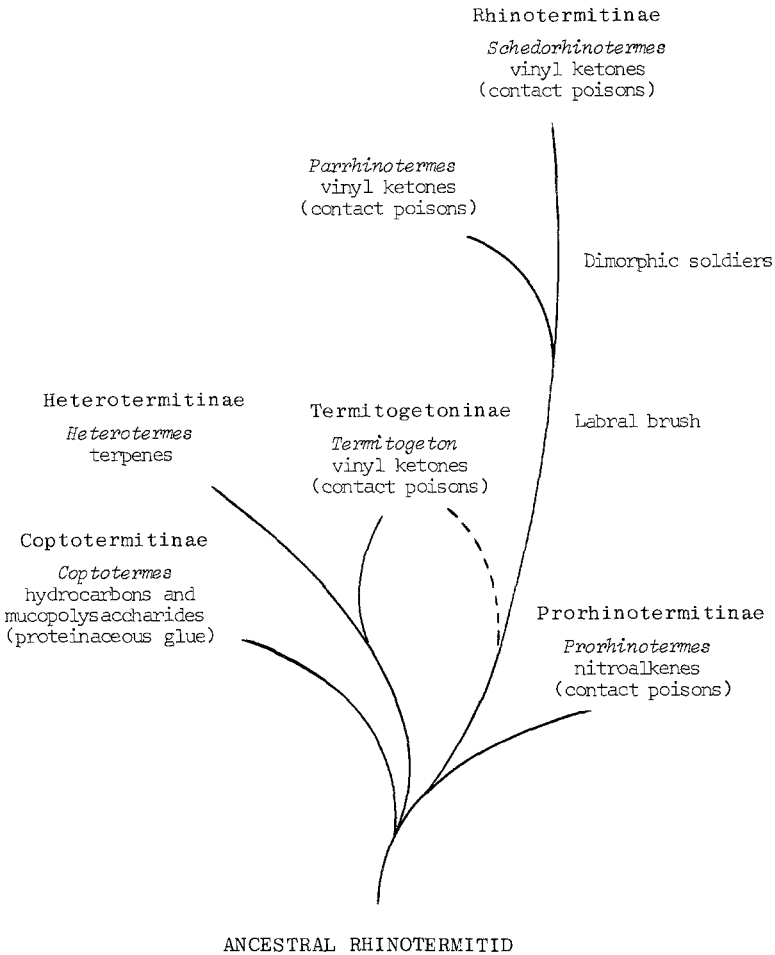 Rhinotermitinae
Schedorhinotermes
vinyl ketones
(contact poisons)
Parrhinotermes
vinyl ketones
(contact poisons)
Dimorphic soldiers
Heterotermitinae
Heterotermes
terpenes
Termitogetoninae
Termitogeton
vinyl ketones
(contact poisons)
Labral brush
Coptotermitinae
Coptotermes
hydrocarbons and
mucopolysaccharides
(proteinaceous glue)
Prorhinotermitinae
Prorhinotermes
nitroalkenes
(contact poisons)
ANCESTRAL RHINOTERMITID